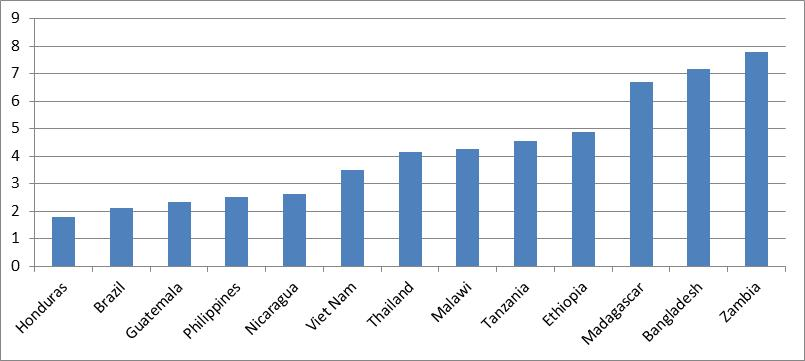 9
8
7
6
5
4
3
2
1
0
Honduras
Brazil
Guatemala
Philippines
Nicaragua
Viet Nam
Thailand
Malawi
Tanzania
Ethiopia
Madagascar
Bangladesh
Zambia